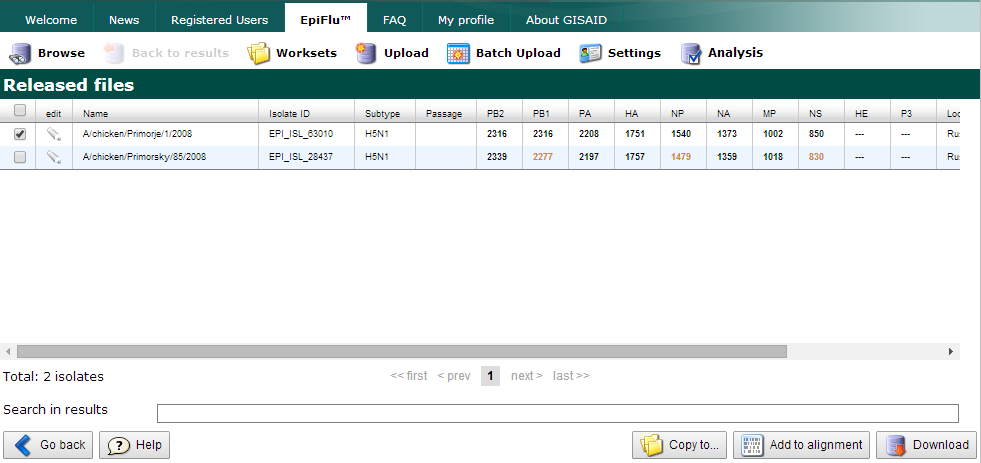 Welcome News Registered Users EpiFlu™ FAQ My profile About GISAID
Browse Back to results Worksets Upload Batch Upload Settings Analysis
Released files
edit Name Isolate ID Subtype Passage PB2 PB1 PA HA NP NA MP NS HE P3 Loc
A/chicken/Primorje/1/2008 EPI_ISL_63010 H5N1 2316 2316 2208 1751 1540 1373 1002 850 --- --- Rus
A/chicken/Primorsky/85/2008 EPI_ISL_28437 H5N1 2339 2277 2197 1757 1479 1359 1018 830 --- --- Rus
Total: 2 isolates << first < prev 1 next > last >>
Search in results
Go back Help Copy to... Add to alignment Download